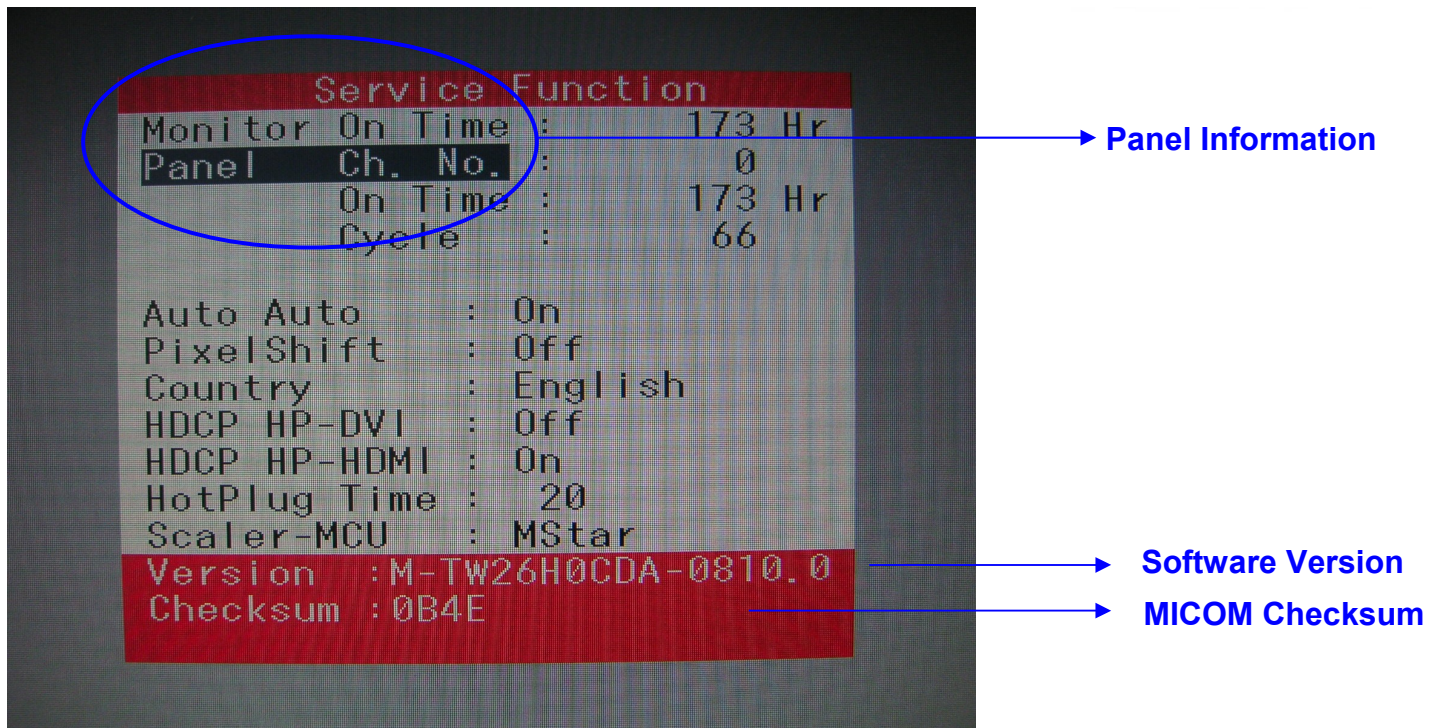 Service Function
Monitor On Time : 173 Hr
Panel Ch. No. : 0
On Time : 173 Hr
Cycle : 66
Panel Information
Auto Auto : On
PixelShift : Off
Country : English
HDCP HP-DVI : Off
HDCP HP-HDMI : On
HotPlug Time : 20
Scaler-MCU : MStar
Version :M-TW26H0CDA-0810.0
Software Version
Checksum :0B4E
MICOM Checksum